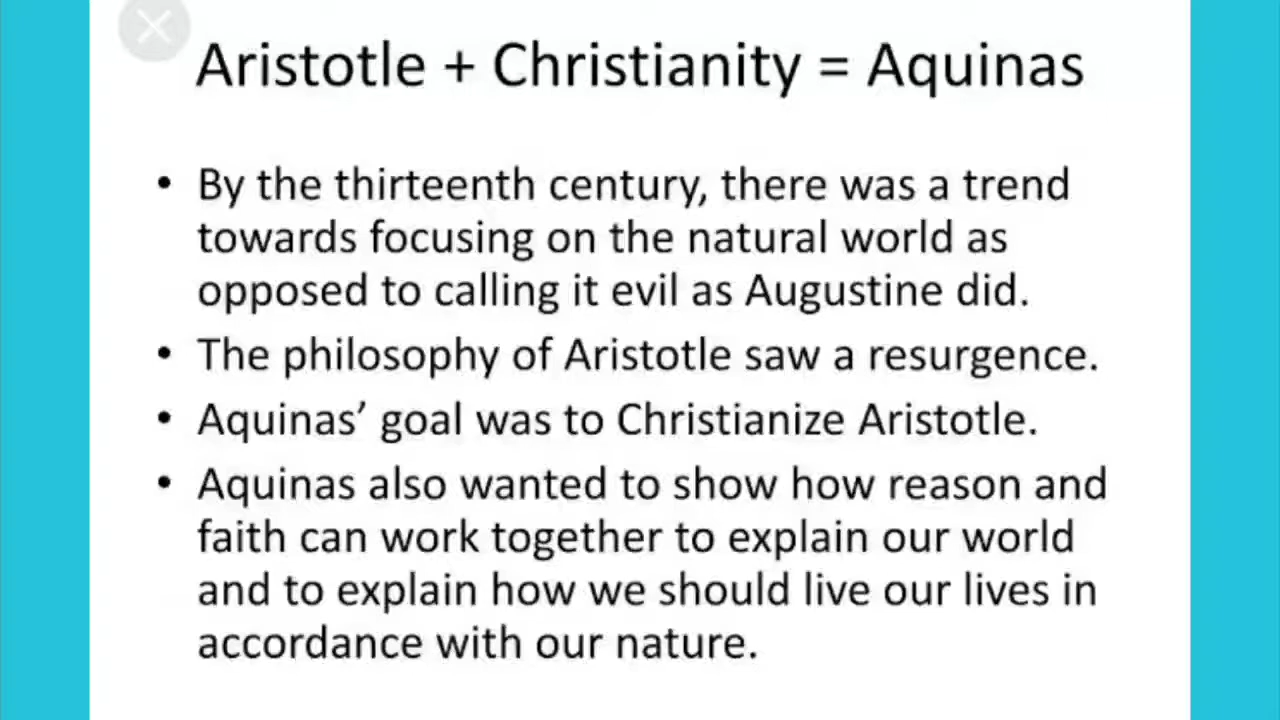 Aristotle + Christianity = Aquinas
• By the thirteenth century, there was a trend
towards focusing on the natural world as
opposed to calling it evil as Augustine did.
• The philosophy of Aristotle saw a resurgence.
• Aquinas’ goal was to Christianize Aristotle.
• Aquinas also wanted to show how reason and
faith can work together to explain our world
and to explain how we should live our lives in
accordance with our nature.